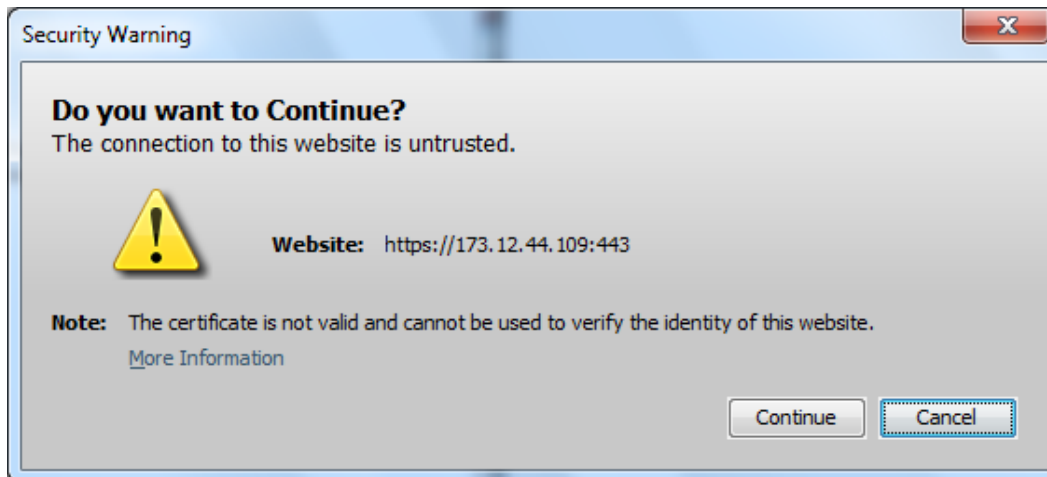 Security Warning
Do you want to Continue?
The connection to this website is untrusted.
Website: https://173.12.44.109:443
Note: The certificate is not valid and cannot be used to verify the identity of this website.
More Information
Continue Cancel